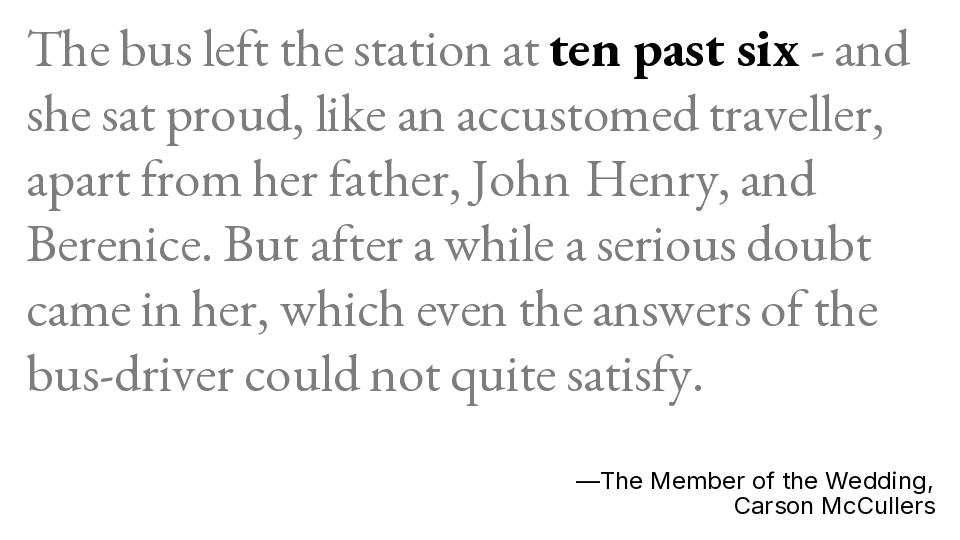 The bus left the station at ten past six - and
she sat proud, like an accustomed traveller,
apart from her father, John Henry, and
Berenice. But after a while a serious doubt
came in her, which even the answers of the
bus-driver could not quite satisfy.
—The Member of the Wedding,
Carson McCullers